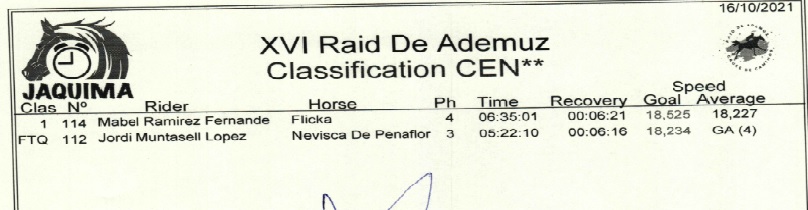 16/10/2021
XVI Raid De Ademuz
Classification CEN**
JAQUIMA
Speed
Clas Nº Rider Horse Ph Time Recovery Goal Average
1 114 Mabel Ramirez Fernande Flicka 4 06:35:01 00:06:21 18,525 18,227
FTQ 112 Jordi Muntasell Lopez Nevisca De Penaflor 3 05:22:10 00:06:16 18,234 GA (4)